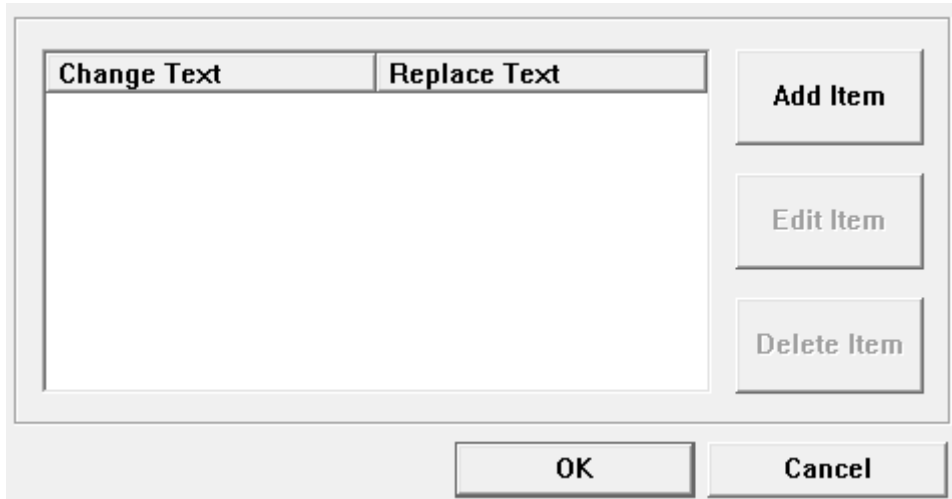 Change Text Replace Text
Add Item
Edit Item
Delete Item
OK Cancel